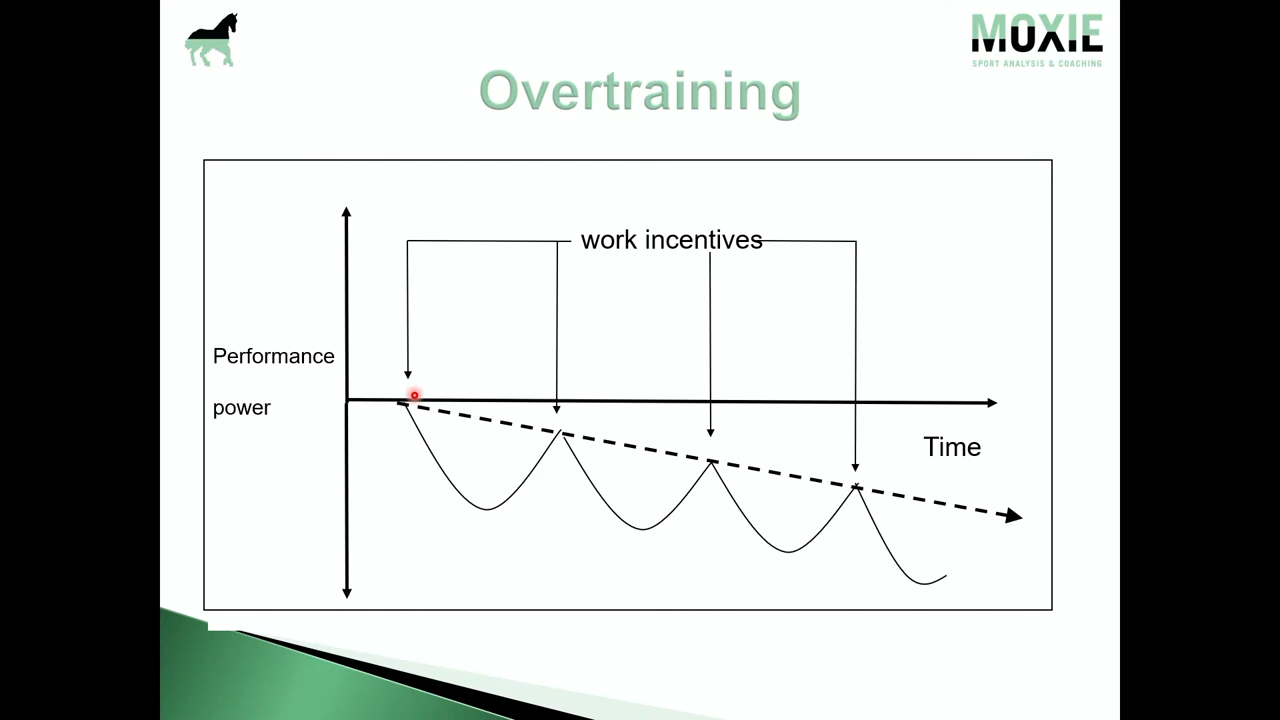 MOXIE
SPORT ANALYSIS & COACHING
Overtraining
work incentives
Performance
power
Time